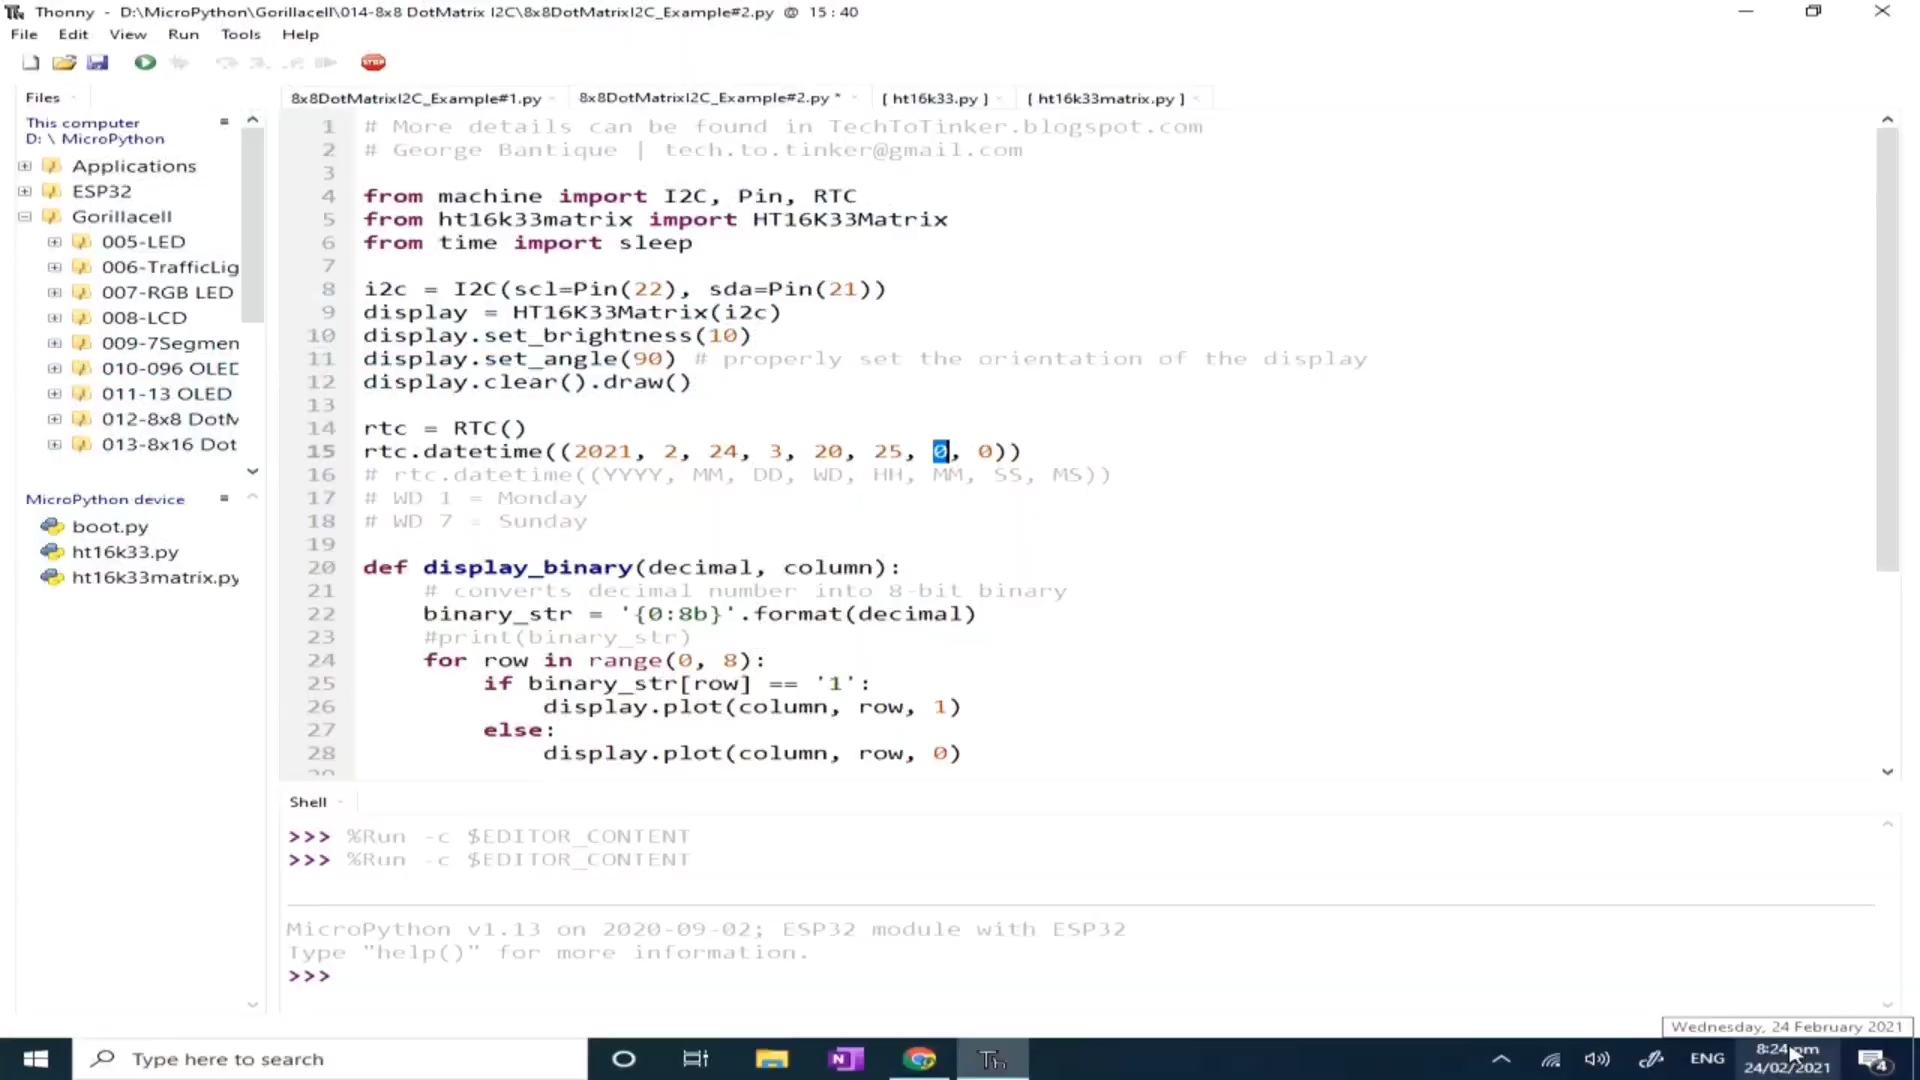 Thonny - D:\MicroPython\Gorillacell\014-8x8 DotMatrix I2C\8x8DotMatrixI2C_Example#2.py @ 15:40
File Edit View Run Tools Help
STOP
Files
This computer
D: \ MicroPython
Applications
ESP32
Gorillacell
005-LED
006-TrafficLig
007-RGB LED
008-LCD
009-7Segmen
010-096 OLED
011-13 OLED
012-8x8 DotM
013-8x16 Dot
MicroPython device
boot.py
ht16k33.py
ht16k33matrix.py
8x8DotMatrixI2C_Example#1.py 8x8DotMatrixI2C_Example#2.py * [ ht16k33.py ] [ ht16k33matrix.py ]
1 # More details can be found in TechToTinker.blogspot.com
2 # George Bantique | tech.to.tinker@gmail.com
3
4 from machine import I2C, Pin, RTC
5 from ht16k33matrix import HT16K33Matrix
6 from time import sleep
7
8 i2c = I2C(scl=Pin(22), sda=Pin(21))
9 display = HT16K33Matrix(i2c)
10 display.set_brightness(10)
11 display.set_angle(90) # properly set the orientation of the display
12 display.clear().draw()
13
14 rtc = RTC()
15 rtc.datetime((2021, 2, 24, 3, 20, 25, 0, 0))
16 # rtc.datetime((YYYY, MM, DD, WD, HH, MM, SS, MS))
17 # WD 1 = Monday
18 # WD 7 = Sunday
19
20 def display_binary(decimal, column):
21 # converts decimal number into 8-bit binary
22 binary_str = '{0:8b}'.format(decimal)
23 #print(binary_str)
24 for row in range(0, 8):
25 if binary_str[row] == '1':
26 display.plot(column, row, 1)
27 else:
28 display.plot(column, row, 0)
Shell
>>> %Run -c $EDITOR_CONTENT
>>> %Run -c $EDITOR_CONTENT
MicroPython v1.13 on 2020-09-02; ESP32 module with ESP32
Type "help()" for more information.
>>>
Wednesday, 24 February 2021
Type here to search
ENG
8:24 pm
24/02/2021
4